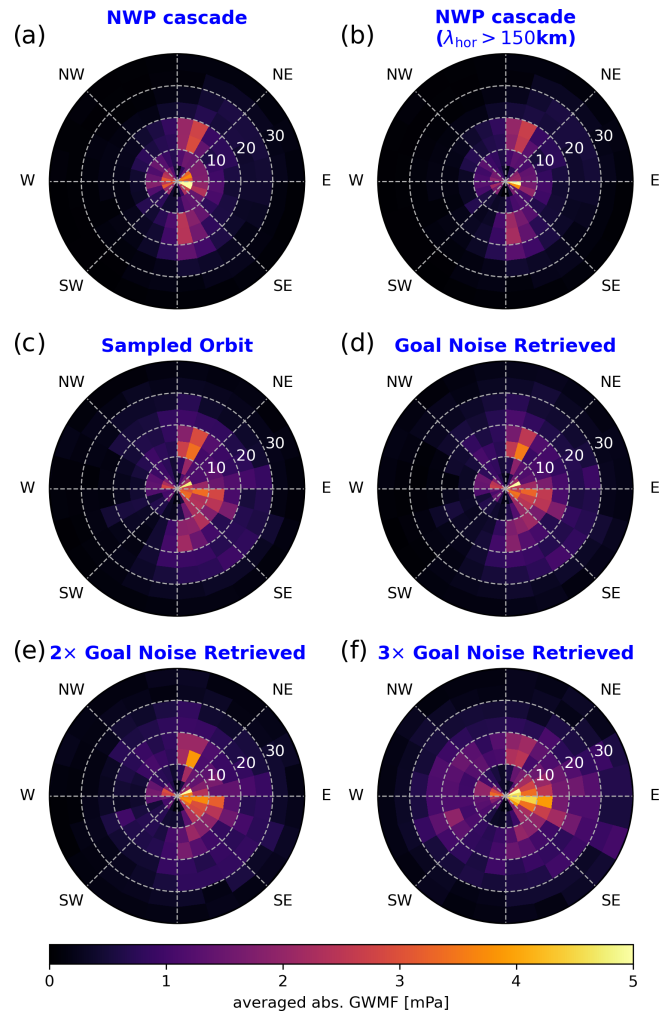 (a) NWP cascade
NW NE
30
20
10
W E
SW SE
(b) NWP cascade
(λhor > 150km)
NW NE
30
20
10
W E
SW SE
(c) Sampled Orbit
NW NE
30
20
10
W E
SW SE
(d) Goal Noise Retrieved
NW NE
30
20
10
W E
SW SE
(e) 2× Goal Noise Retrieved
NW NE
30
20
10
W E
SW SE
(f) 3× Goal Noise Retrieved
NW NE
30
20
10
W E
SW SE
0 1 2 3 4 5
averaged abs. GWMF [mPa]